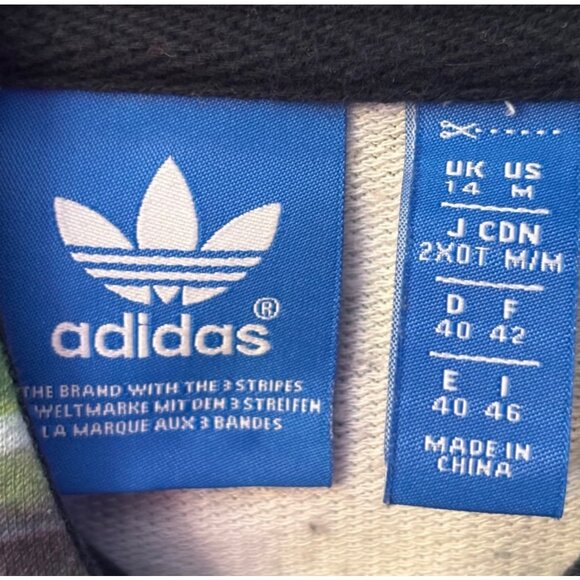 adidas®
THE BRAND WITH THE 3 STRIPES
WELTMARKE MIT DEN 3 STREIFEN
LA MARQUE AUX 3 BANDES
UK US
14 M
J CDN
2XOT M/M
D F
40 42
E I
40 46
MADE IN
CHINA